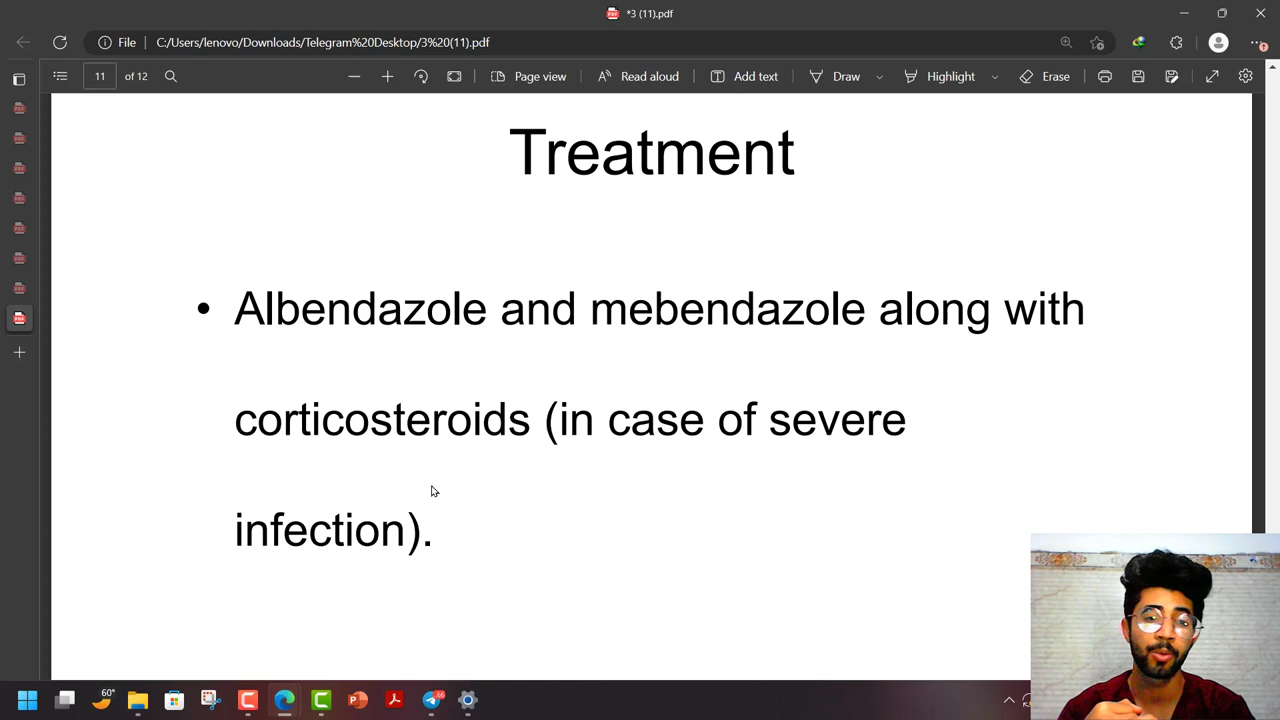 *3 (11).pdf
File C:/Users/lenovo/Downloads/Telegram%20Desktop/3%20(11).pdf
11 of 12 Page view Read aloud Add text Draw Highlight Erase
Treatment
• Albendazole and mebendazole along with
corticosteroids (in case of severe
infection).
60°
66